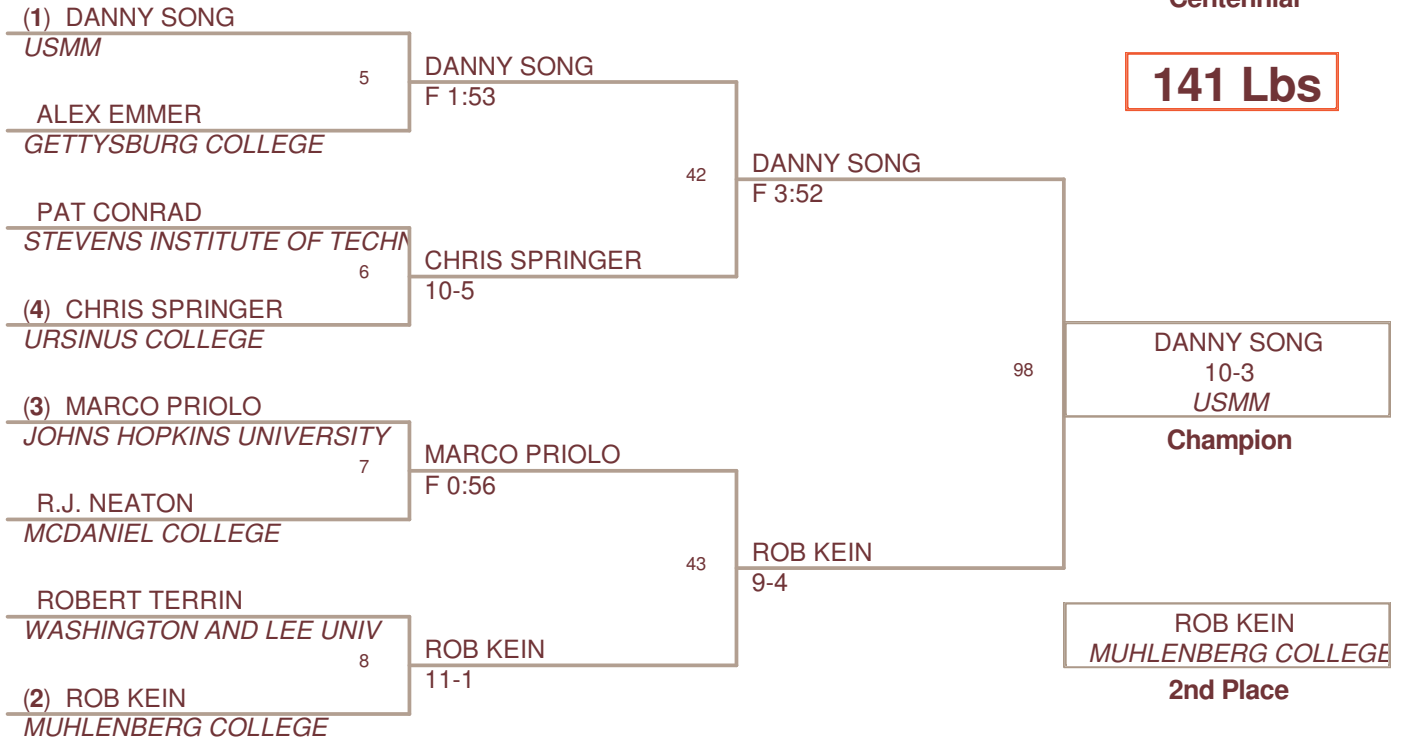 Centennial
141 Lbs
(1) DANNY SONG
USMM
5
ALEX EMMER
GETTYSBURG COLLEGE
DANNY SONG
F 1:53
PAT CONRAD
STEVENS INSTITUTE OF TECHN
6
(4) CHRIS SPRINGER
URSINUS COLLEGE
CHRIS SPRINGER
10-5
42
DANNY SONG
F 3:52
(3) MARCO PRIOLO
JOHNS HOPKINS UNIVERSITY
7
R.J. NEATON
MCDANIEL COLLEGE
MARCO PRIOLO
F 0:56
ROBERT TERRIN
WASHINGTON AND LEE UNIV
8
(2) ROB KEIN
MUHLENBERG COLLEGE
ROB KEIN
11-1
43
ROB KEIN
9-4
98
DANNY SONG
10-3
USMM
Champion
ROB KEIN
MUHLENBERG COLLEGE
2nd Place